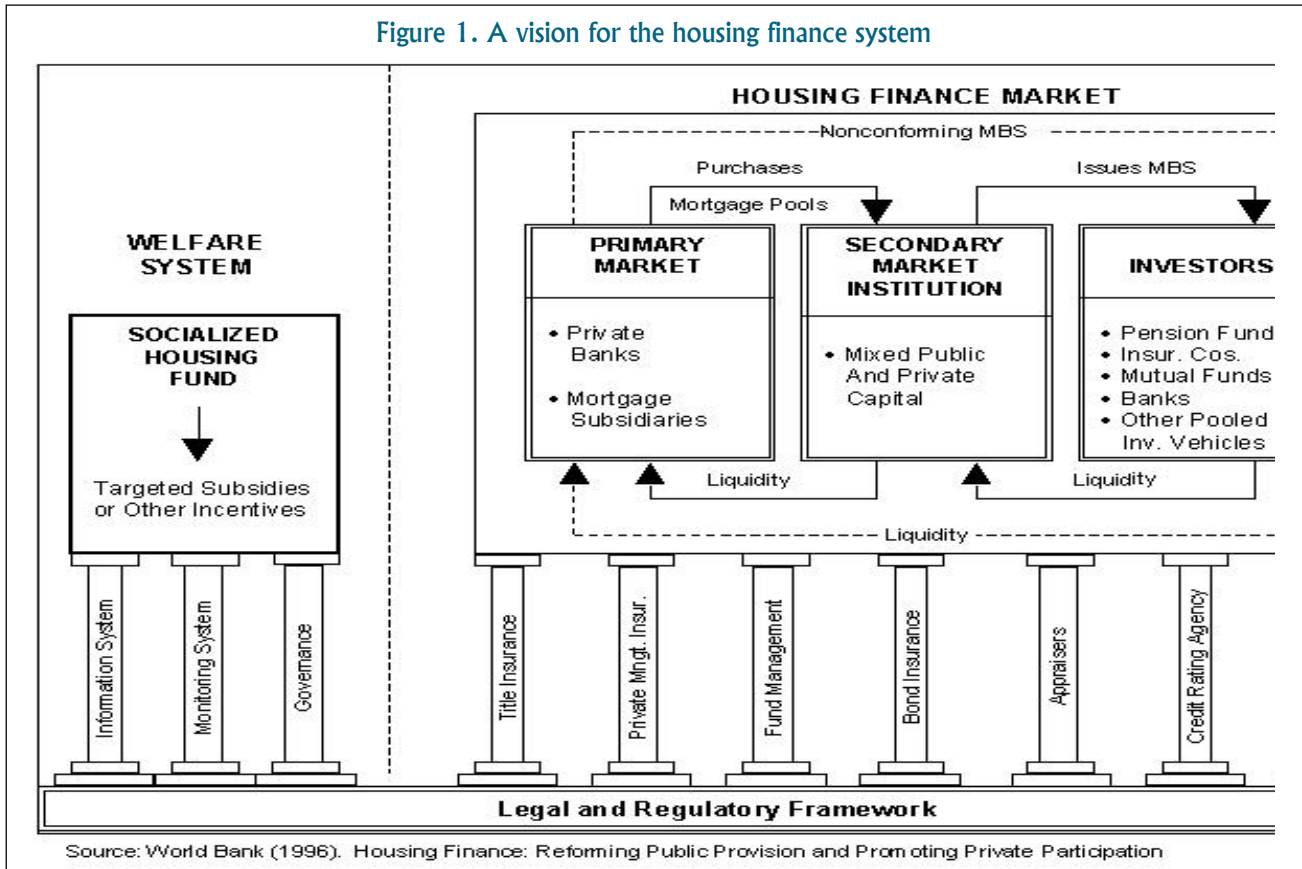 Figure 1. A vision for the housing finance system
HOUSING FINANCE MARKET
Nonconforming MBS
Purchases
Mortgage Pools
Issues MBS
WELFARE
SYSTEM
SOCIALIZED
HOUSING
FUND
Targeted Subsidies
or Other Incentives
PRIMARY
MARKET
• Private
Banks
• Mortgage
Subsidiaries
SECONDARY
MARKET
INSTITUTION
• Mixed Public
And Private
Capital
INVESTORS
• Pension Fund
• Insur. Cos.
• Mutual Funds
• Banks
• Other Pooled
Inv. Vehicles
Liquidity
Liquidity
Liquidity
Information System
Monitoring System
Governance
Title Insurance
Private Mngt. Insur.
Fund Management
Bond Insurance
Appraisers
Credit Rating Agency
Legal and Regulatory Framework
Source: World Bank (1996). Housing Finance: Reforming Public Provision and Promoting Private Participation